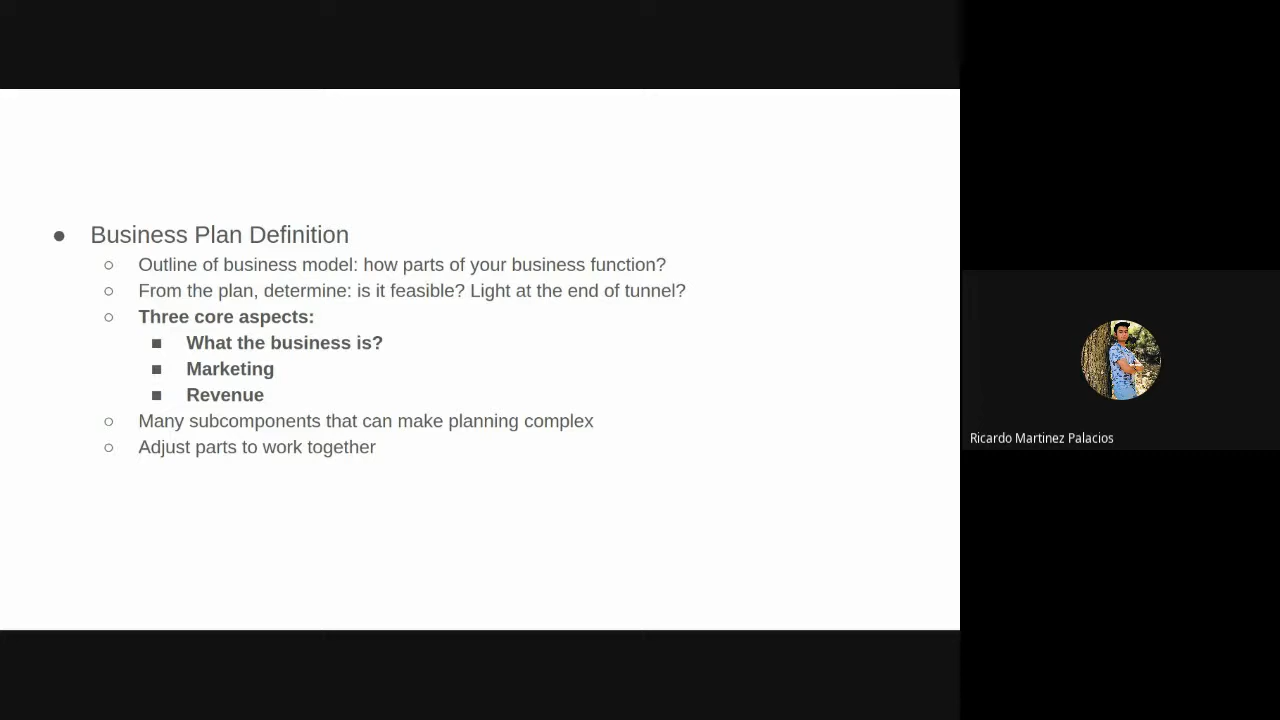 ● Business Plan Definition
○ Outline of business model: how parts of your business function?
○ From the plan, determine: is it feasible? Light at the end of tunnel?
○ Three core aspects:
■ What the business is?
■ Marketing
■ Revenue
○ Many subcomponents that can make planning complex
○ Adjust parts to work together
Ricardo Martinez Palacios